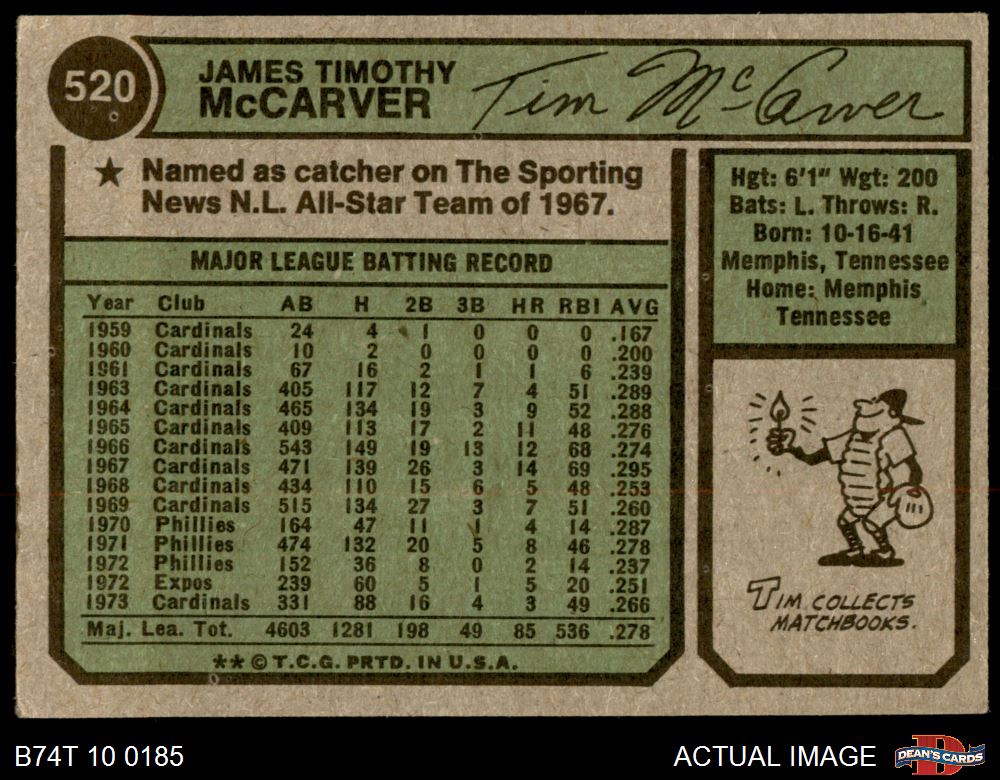 520
JAMES TIMOTHY
McCARVER
Tim McCarver
★ Named as catcher on The Sporting
News N.L. All-Star Team of 1967.
MAJOR LEAGUE BATTING RECORD
Year Club AB H 2B 3B HR RBI AVG
1959 Cardinals 24 4 1 0 0 0 .167
1960 Cardinals 10 2 0 0 0 0 .200
1961 Cardinals 67 16 2 1 1 6 .239
1963 Cardinals 405 117 12 7 4 51 .289
1964 Cardinals 465 134 19 3 9 52 .288
1965 Cardinals 409 113 17 2 11 48 .276
1966 Cardinals 543 149 19 13 12 68 .274
1967 Cardinals 471 139 26 3 14 69 .295
1968 Cardinals 434 110 15 6 5 48 .253
1969 Cardinals 515 134 27 3 7 51 .260
1970 Phillies 164 47 11 1 4 14 .287
1971 Phillies 474 132 20 5 8 46 .278
1972 Phillies 152 36 8 0 2 14 .237
1972 Expos 239 60 5 1 5 20 .251
1973 Cardinals 331 88 16 4 3 49 .266
Maj. Lea. Tot. 4603 1281 198 49 85 536 .278
** © T.C.G. PRTD. IN U.S.A.
Hgt: 6'1" Wgt: 200
Bats: L. Throws: R.
Born: 10-16-41
Memphis, Tennessee
Home: Memphis
Tennessee
TIM COLLECTS
MATCHBOOKS.
B74T 10 0185
ACTUAL IMAGE
D
DEAN'S CARDS